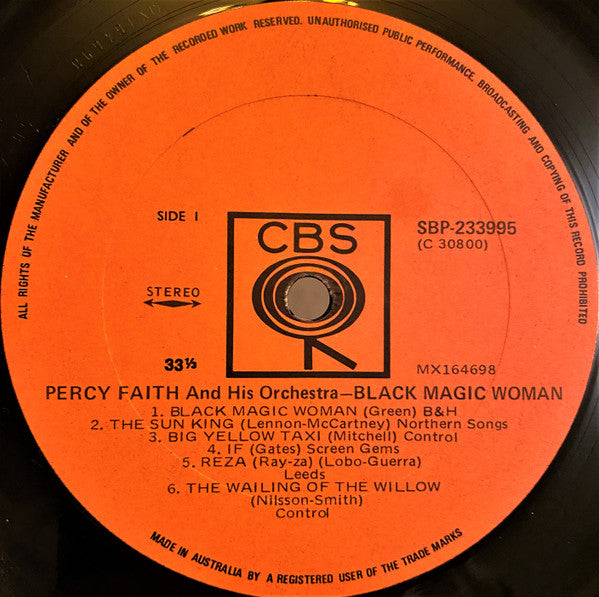 ALL RIGHTS OF THE MANUFACTURER AND OF THE OWNER OF THE RECORDED WORK RESERVED. UNAUTHORISED PUBLIC PERFORMANCE, BROADCASTING AND COPYING OF THIS RECORD PROHIBITED
SIDE 1
CBS
SBP-233995
(C 30800)
STEREO
33⅓
MX164698
PERCY FAITH And His Orchestra—BLACK MAGIC WOMAN
1. BLACK MAGIC WOMAN (Green) B&H
2. THE SUN KING (Lennon-McCartney) Northern Songs
3. BIG YELLOW TAXI (Mitchell) Control
4. IF (Gates) Screen Gems
5. REZA (Ray-za) (Lobo-Guerra)
Leeds
6. THE WAILING OF THE WILLOW
(Nilsson-Smith)
Control
MADE IN AUSTRALIA BY A REGISTERED USER OF THE TRADE MARKS